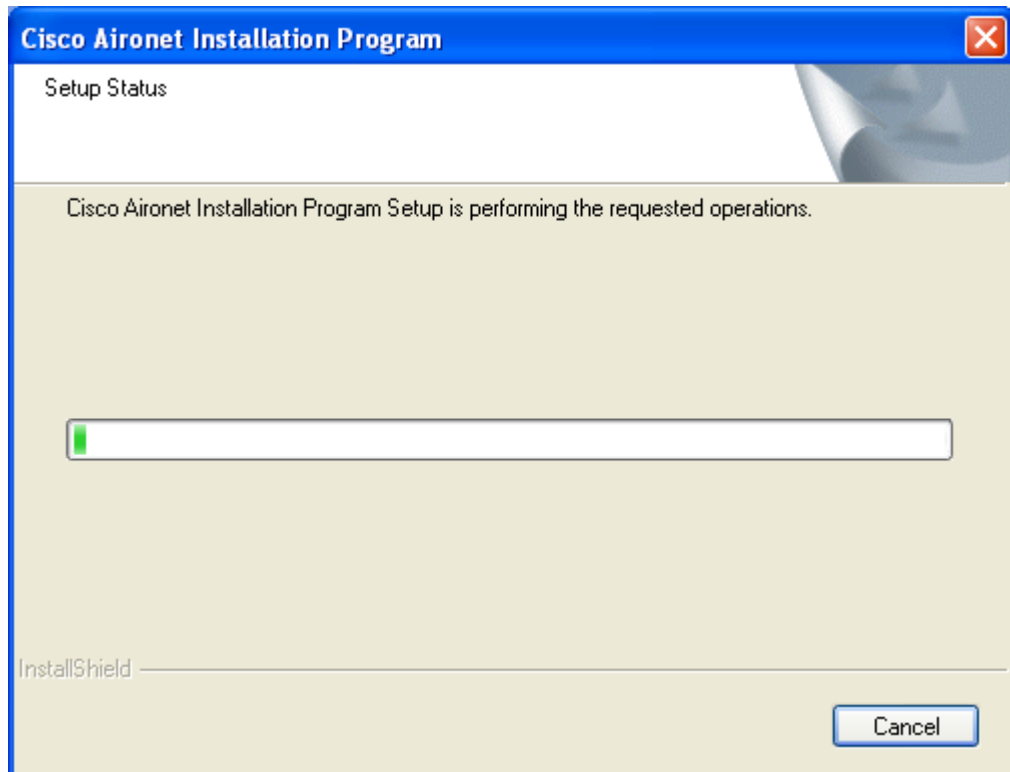 Cisco Aironet Installation Program
Setup Status
Cisco Aironet Installation Program Setup is performing the requested operations.
InstallShield
Cancel